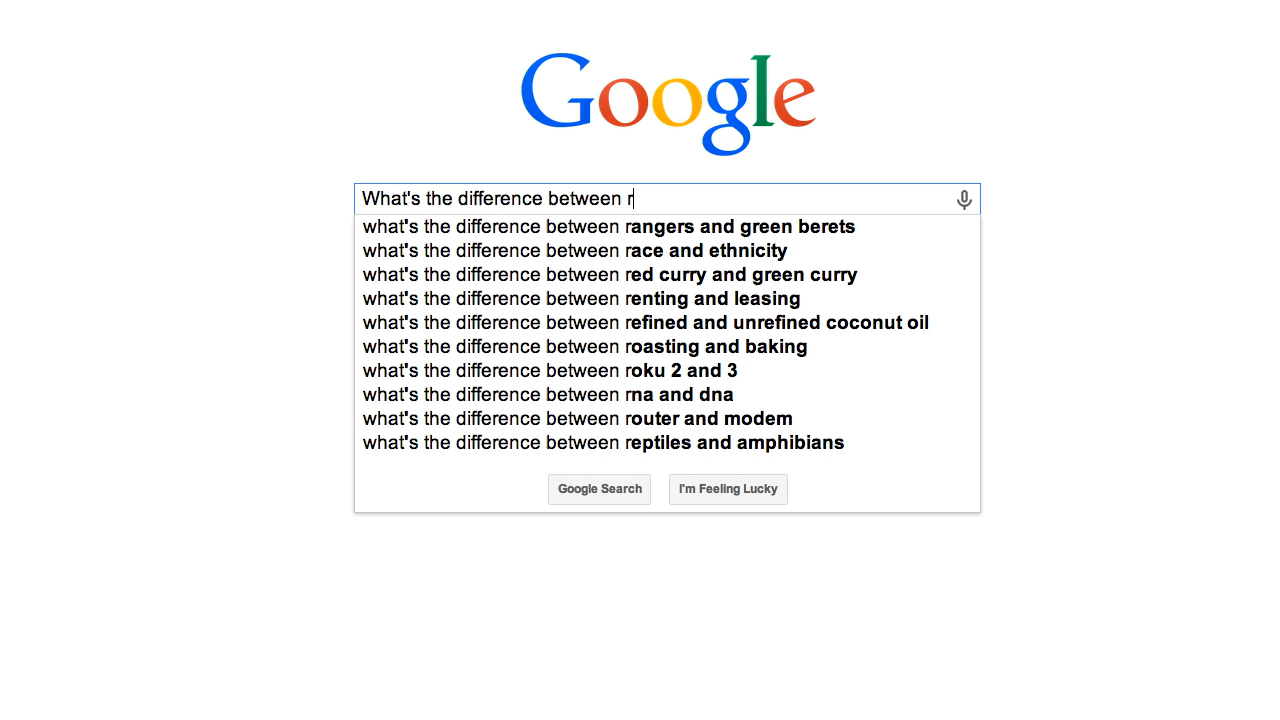 Google
What's the difference between r
what's the difference between rangers and green berets
what's the difference between race and ethnicity
what's the difference between red curry and green curry
what's the difference between renting and leasing
what's the difference between refined and unrefined coconut oil
what's the difference between roasting and baking
what's the difference between roku 2 and 3
what's the difference between rna and dna
what's the difference between router and modem
what's the difference between reptiles and amphibians
Google Search I'm Feeling Lucky